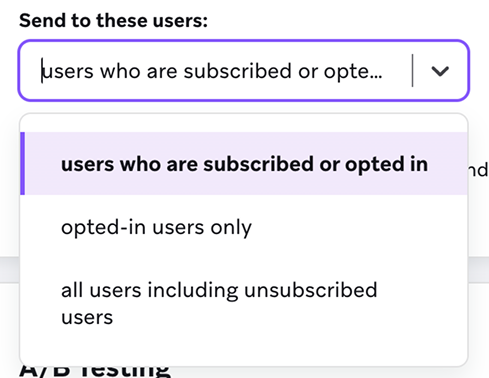 Send to these users:
users who are subscribed or opte...
users who are subscribed or opted in
nd
opted-in users only
all users including unsubscribed
users
A/B Testing